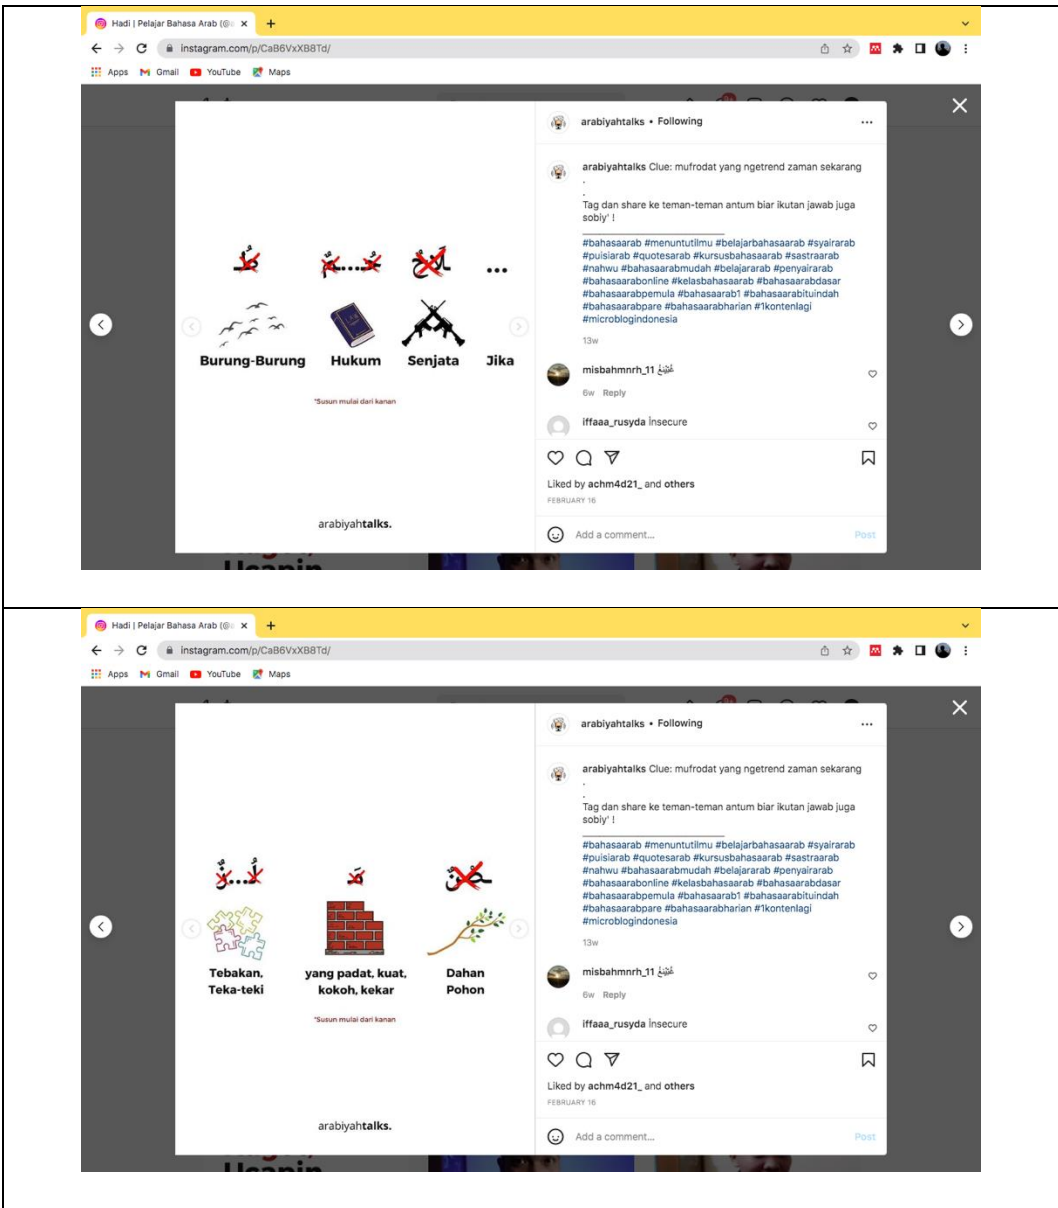 Hadi | Pelajar Bahasa Arab (@a
instagram.com/p/CaB6VxXB8Td/
Apps Gmail YouTube Maps
arabiyahtalks • Following
arabiyahtalks Clue: mufrodat yang ngetrend zaman sekarang
.
.
Tag dan share ke teman-teman antum biar ikutan jawab juga
sobiy' !
#bahasaarab #menuntutilmu #belajarbahasaarab #syairarab
#puisiarab #quotesarab #kursusbahasaarab #sastraarab
#nahwu #bahasaarabmudah #belajararab #penyairarab
#bahasaarabonline #kelasbahasaarab #bahasaarabdasar
#bahasaarabpemula #bahasaarab1 #bahasaarabituindah
#bahasaarabpare #bahasaarabharian #1kontenlagi
#microblogindonesia
13w
misbahmnrh_11
6w Reply
iffaaa_rusyda İnsecure
Liked by achm4d21_ and others
FEBRUARY 16
Add a comment...
Post
...
Burung-Burung Hukum Senjata Jika
*Susun mulai dari kanan
arabiyahtalks.
Hadi | Pelajar Bahasa Arab (@
instagram.com/p/CaB6VxXB8Td/
Apps Gmail YouTube Maps
arabiyahtalks • Following
arabiyahtalks Clue: mufrodat yang ngetrend zaman sekarang
.
.
Tag dan share ke teman-teman antum biar ikutan jawab juga
sobiy' !
#bahasaarab #menuntutilmu #belajarbahasaarab #syairarab
#puisiarab #quotesarab #kursusbahasaarab #sastraarab
#nahwu #bahasaarabmudah #belajararab #penyairarab
#bahasaarabonline #kelasbahasaarab #bahasaarabdasar
#bahasaarabpemula #bahasaarab1 #bahasaarabituindah
#bahasaarabpare #bahasaarabharian #1kontenlagi
#microblogindonesia
13w
misbahmnrh_11
6w Reply
iffaaa_rusyda İnsecure
Liked by achm4d21_ and others
FEBRUARY 16
Add a comment...
Post
Tebakan, yang padat, kuat, Dahan
Teka-teki kokoh, kekar Pohon
*Susun mulai dari kanan
arabiyahtalks.